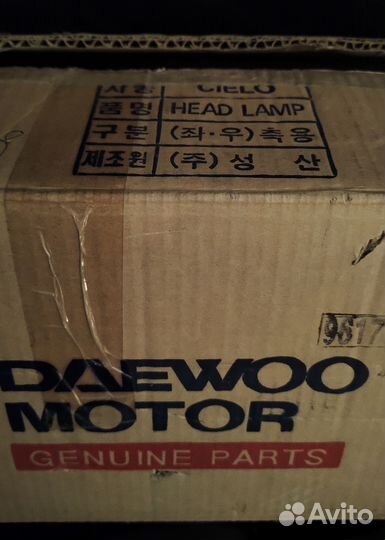 차종 CIELO
품명 HEAD LAMP
구분 (좌·우)측용
제조원 (주) 성 산
9617
DAEWOO
MOTOR
GENUINE PARTS
Avito